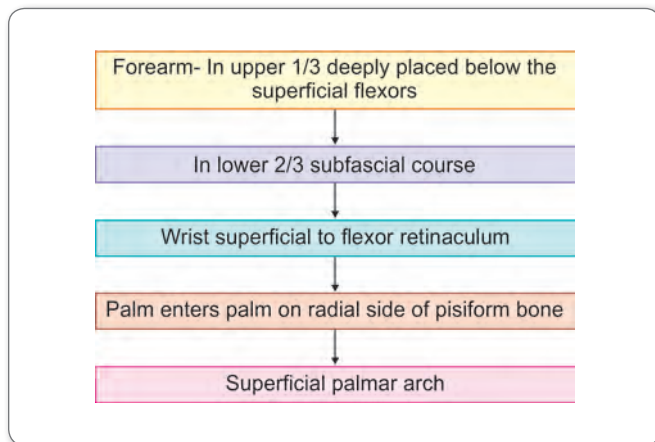 Forearm- In upper 1/3 deeply placed below the
superficial flexors
In lower 2/3 subfascial course
Wrist superficial to flexor retinaculum
Palm enters palm on radial side of pisiform bone
Superficial palmar arch